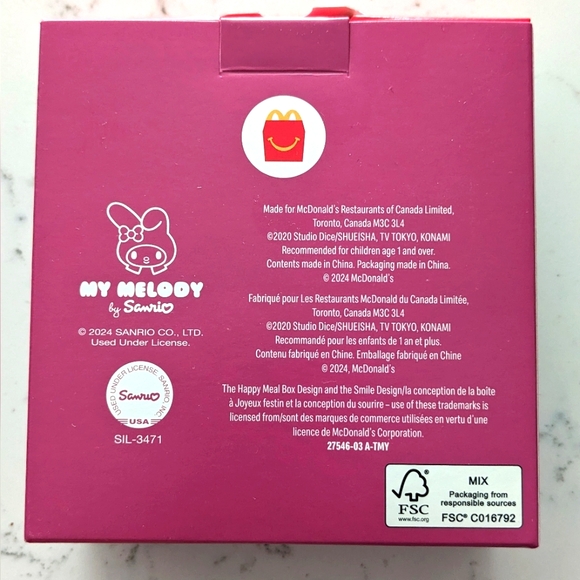 Made for McDonald's Restaurants of Canada Limited,
Toronto, Canada M3C 3L4
©2020 Studio Dice/SHUEISHA, TV TOKYO, KONAMI
Recommended for children age 1 and over.
Contents made in China. Packaging made in China.
© 2024 McDonald's
Fabriqué pour Les Restaurants McDonald du Canada Limitée,
Toronto, Canada M3C 3L4
©2020 Studio Dice/SHUEISHA, TV TOKYO, KONAMI
Recommandé pour les enfants de 1 an et plus.
Contenu fabriqué en Chine. Emballage fabriqué en Chine
© 2024, McDonald's
MY MELODY
by Sanrio
© 2024 SANRIO CO., LTD.
Used Under License.
USED UNDER LICENSE. SANRIO, INC.
Sanrio
USA
SIL-3471
The Happy Meal Box Design and the Smile Design/la conception de la boîte
à Joyeux festin et la conception du sourire – use of these trademarks is
licensed from/sont des marques de commerce utilisées en vertu d'une
licence de McDonald's Corporation.
27546-03 A-TMY
FSC
www.fsc.org
MIX
Packaging from
responsible sources
FSC® C016792